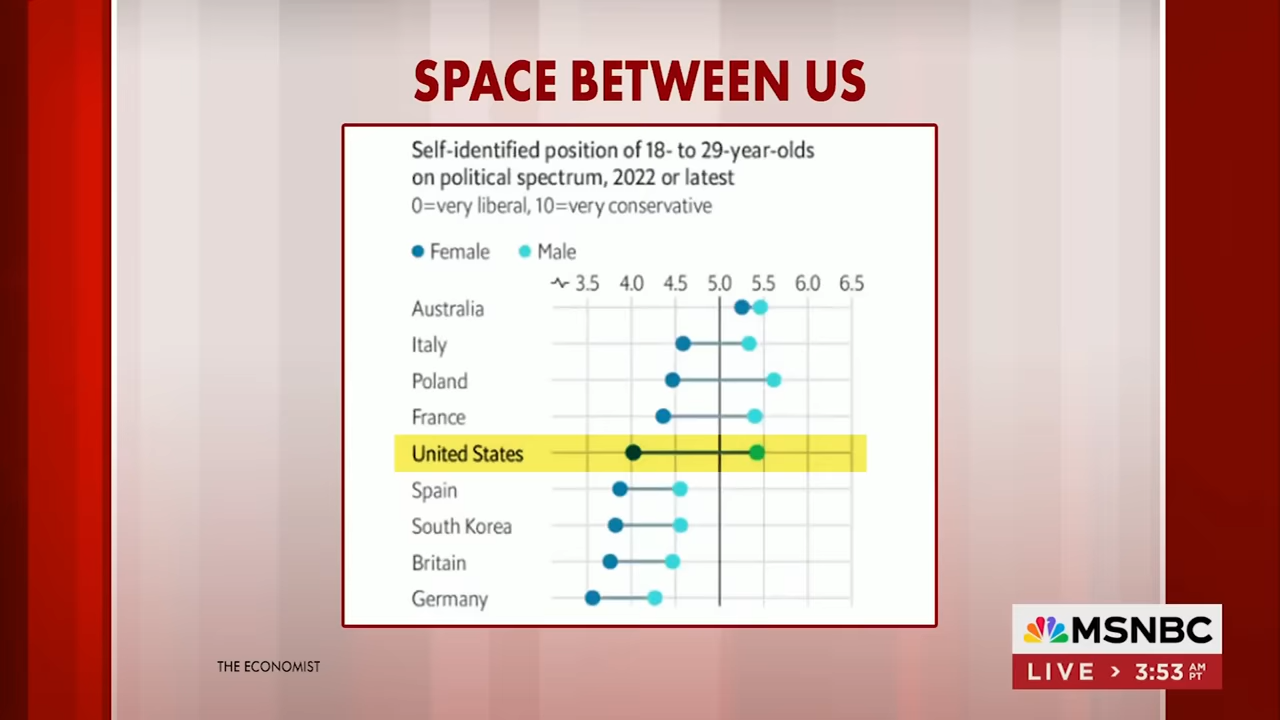 SPACE BETWEEN US
Self-identified position of 18- to 29-year-olds
on political spectrum, 2022 or latest
0=very liberal, 10=very conservative
Female Male
3.5 4.0 4.5 5.0 5.5 6.0 6.5
Australia
Italy
Poland
France
United States
Spain
South Korea
Britain
Germany
THE ECONOMIST
MSNBC
LIVE > 3:53 AM PT